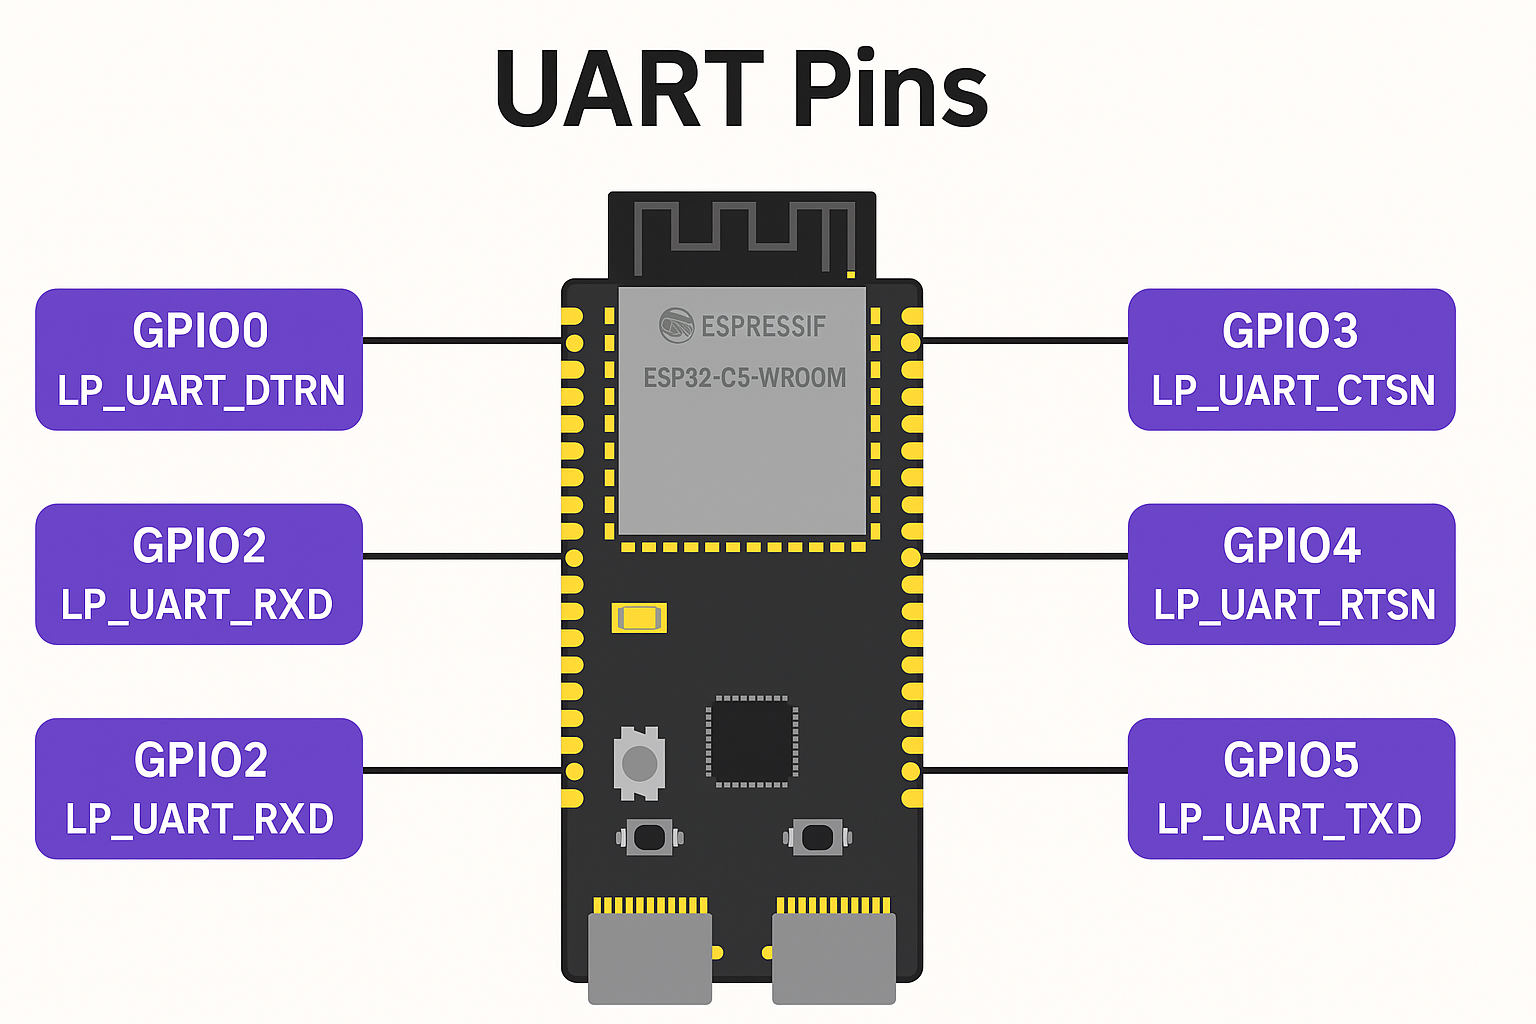 UART Pins
ESPRESSIF
ESP32-C5-WROOM
GPIO0
LP_UART_DTRN
GPIO2
LP_UART_RXD
GPIO2
LP_UART_RXD
GPIO3
LP_UART_CTSN
GPIO4
LP_UART_RTSN
GPIO5
LP_UART_TXD